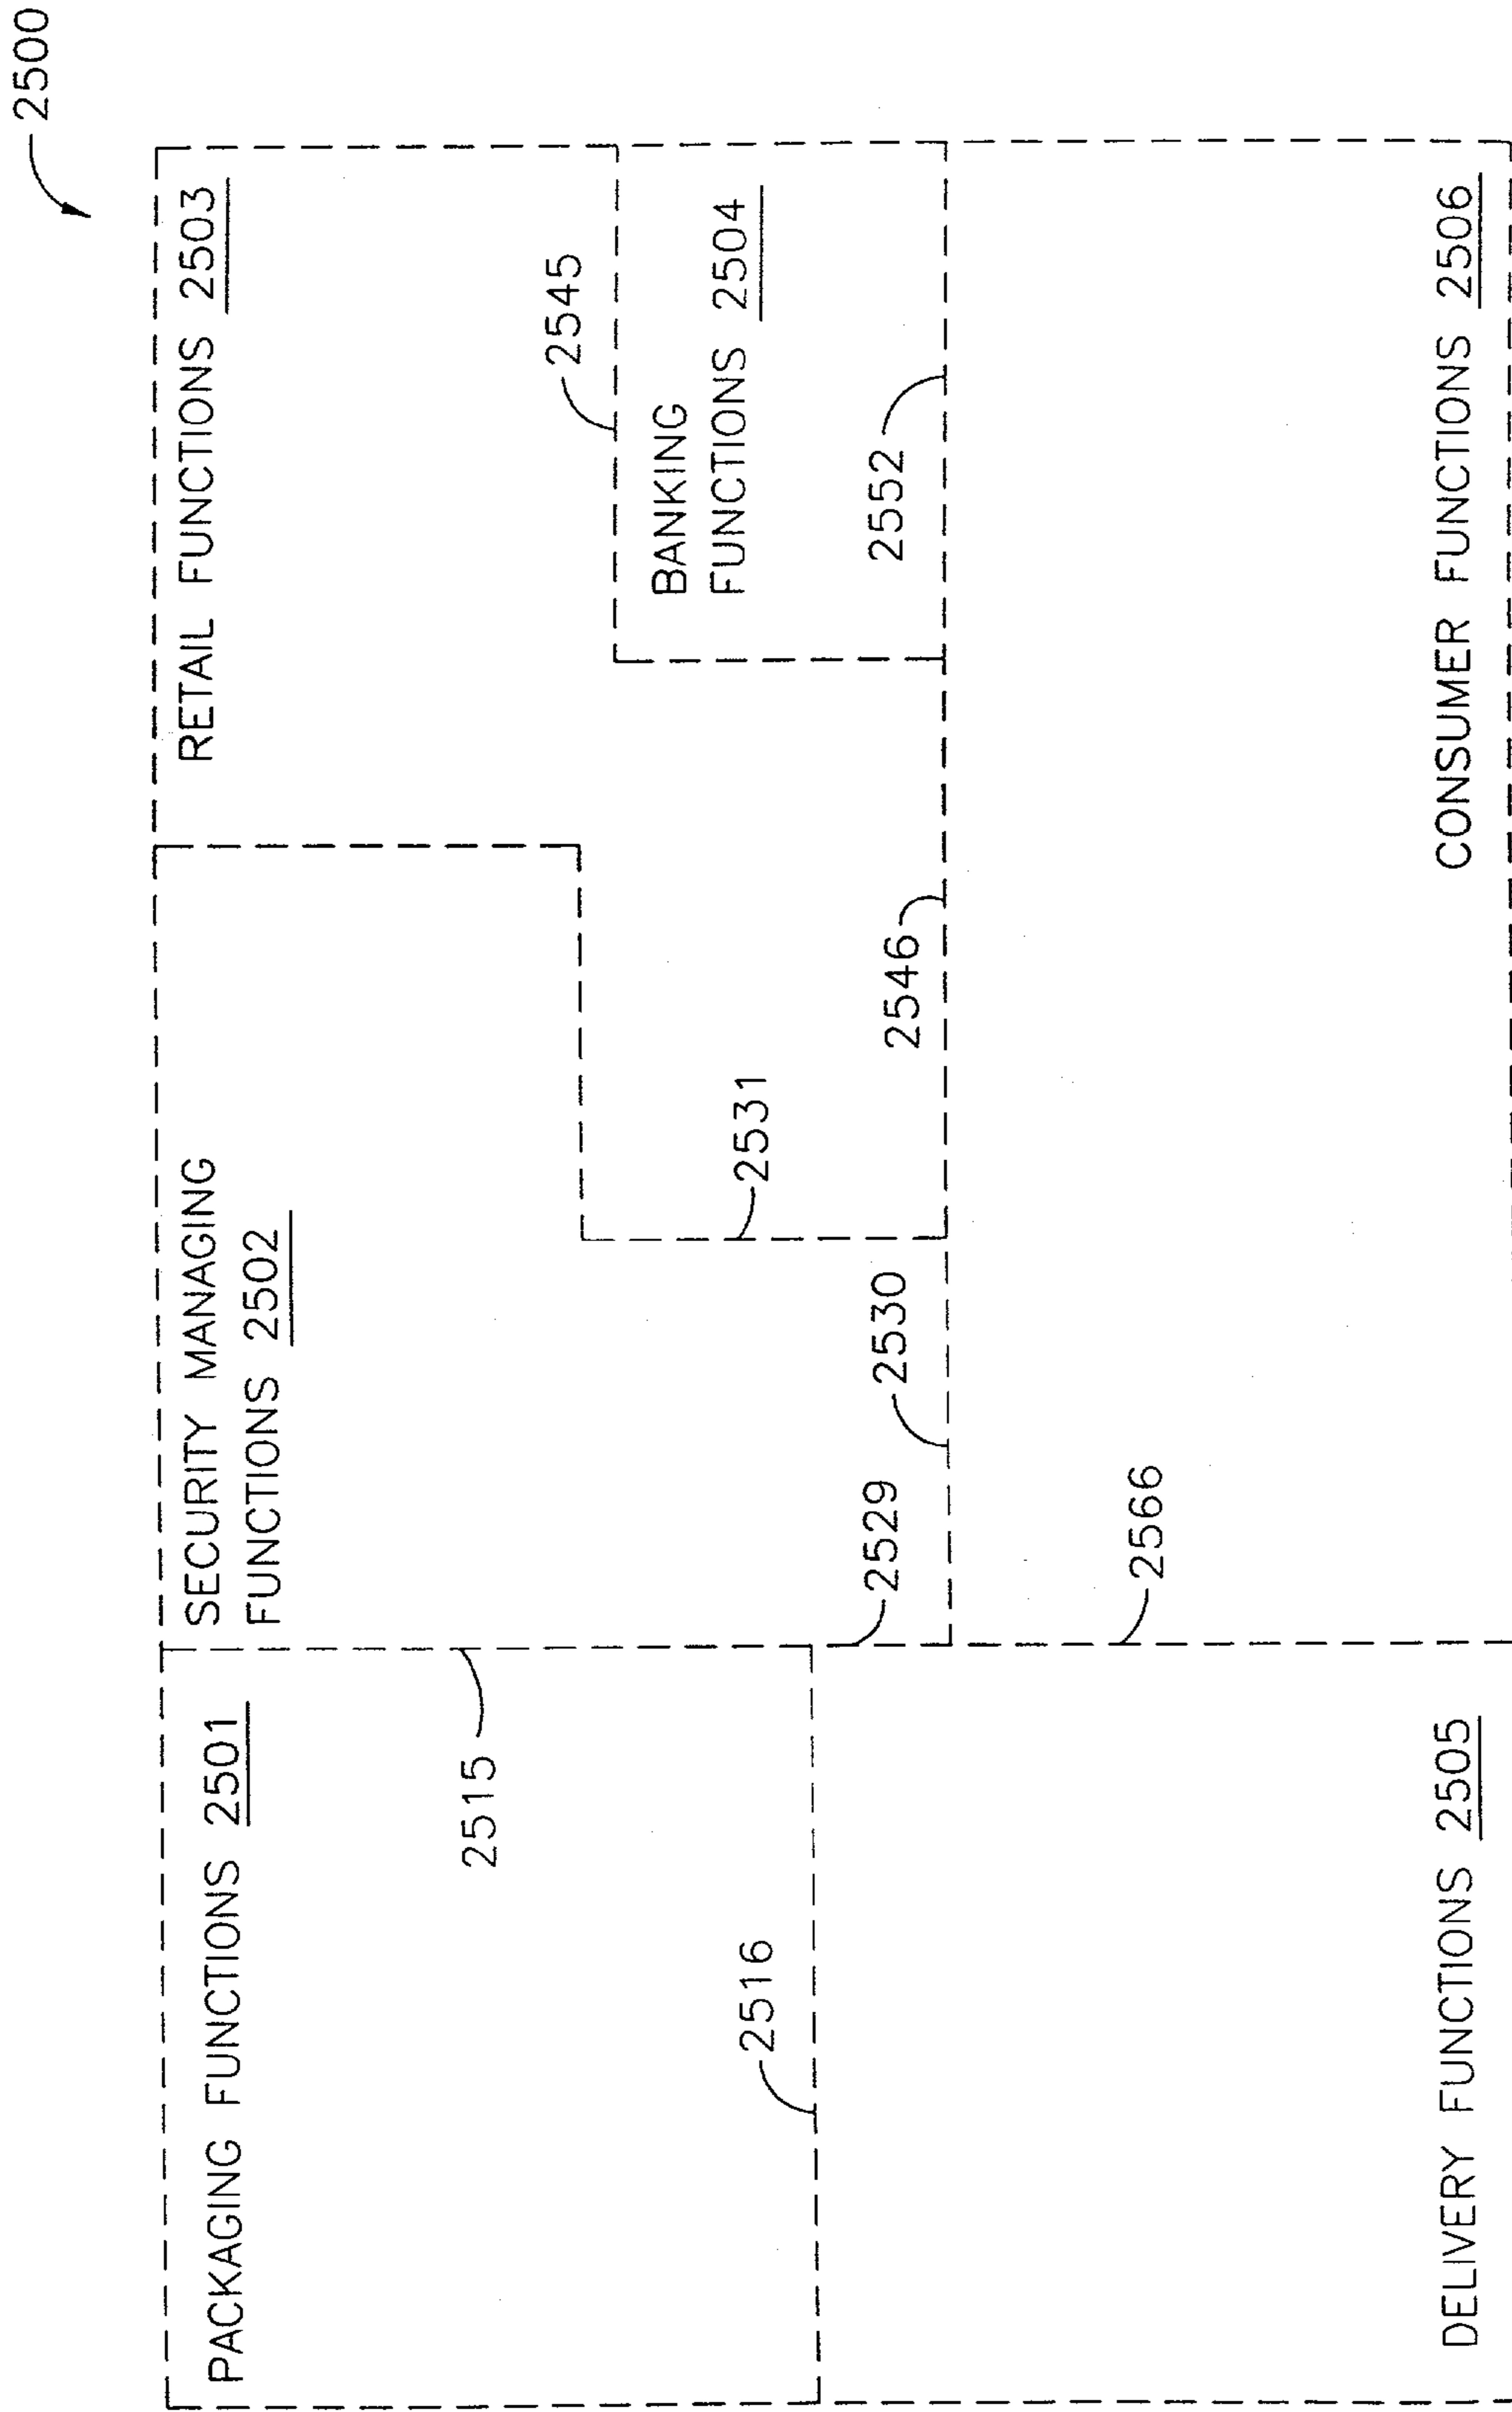 2500
PACKAGING FUNCTIONS 2501
SECURITY MANAGING
FUNCTIONS 2502
RETAIL FUNCTIONS 2503
2515
2545
BANKING
FUNCTIONS 2504
2516
2531
2529
2530
2546
2552
2566
DELIVERY FUNCTIONS 2505
CONSUMER FUNCTIONS 2506